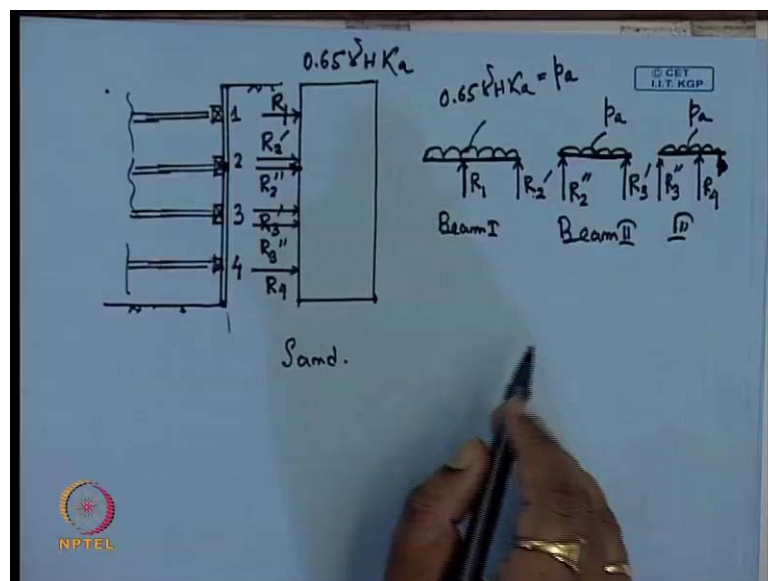 0.65γHKa
0.65γHKa = pa
© CET
I.I.T. KGP
1
R1
R3'
2
R2''
3
R3'
R3''
4
R4
pa
pa
R1
R2'
R2''
R3'
R3''
R4
Beam I
Beam II
III
Sand.
NPTEL